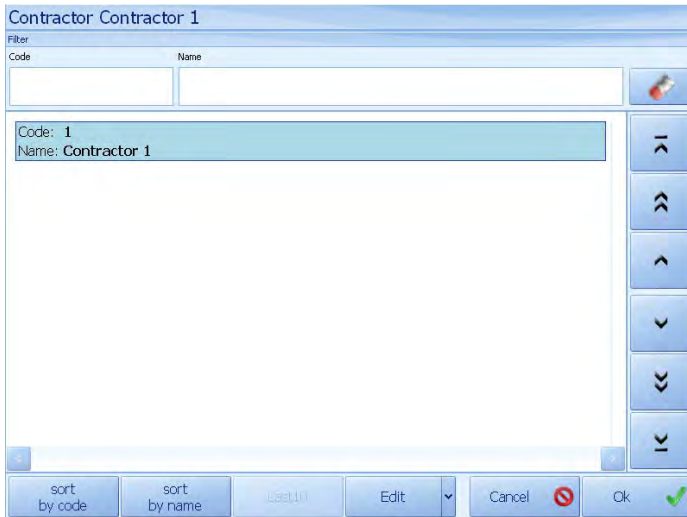 Contractor Contractor 1
Filter
Code Name
Code: 1
Name: Contractor 1
sort
by code
sort
by name
Last10
Edit
Cancel
Ok